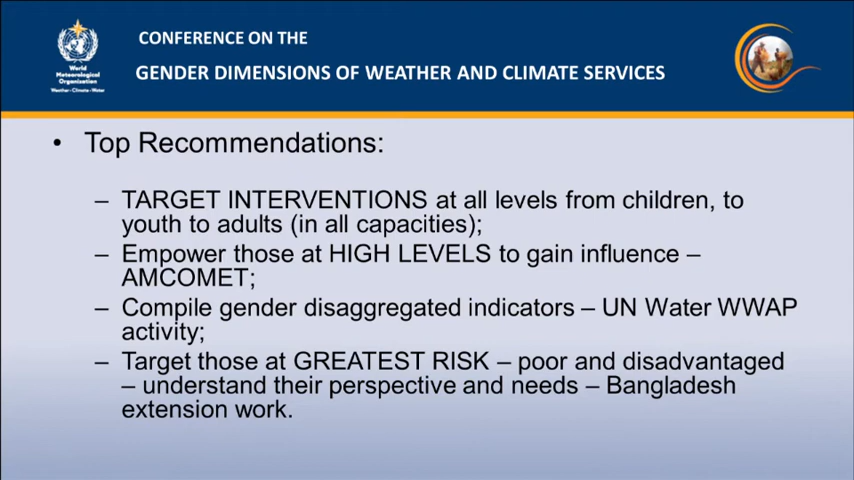 CONFERENCE ON THE
GENDER DIMENSIONS OF WEATHER AND CLIMATE SERVICES
World
Meteorological
Organization
Weather · Climate · Water
• Top Recommendations:
– TARGET INTERVENTIONS at all levels from children, to
youth to adults (in all capacities);
– Empower those at HIGH LEVELS to gain influence –
AMCOMET;
– Compile gender disaggregated indicators – UN Water WWAP
activity;
– Target those at GREATEST RISK – poor and disadvantaged
– understand their perspective and needs – Bangladesh
extension work.